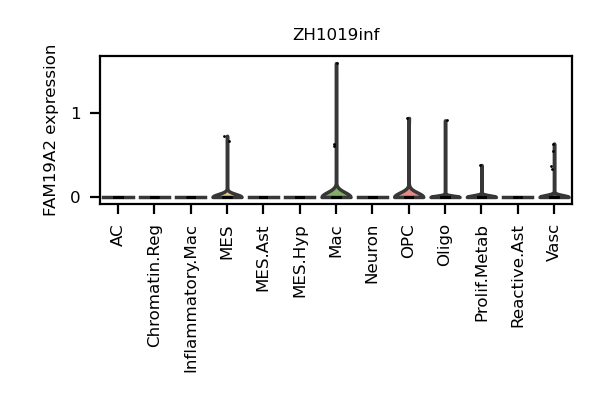 ZH1019inf
FAM19A2 expression
1
0
AC
Chromatin.Reg
Inflammatory.Mac
MES
MES.Ast
MES.Hyp
Mac
Neuron
OPC
Oligo
Prolif.Metab
Reactive.Ast
Vasc